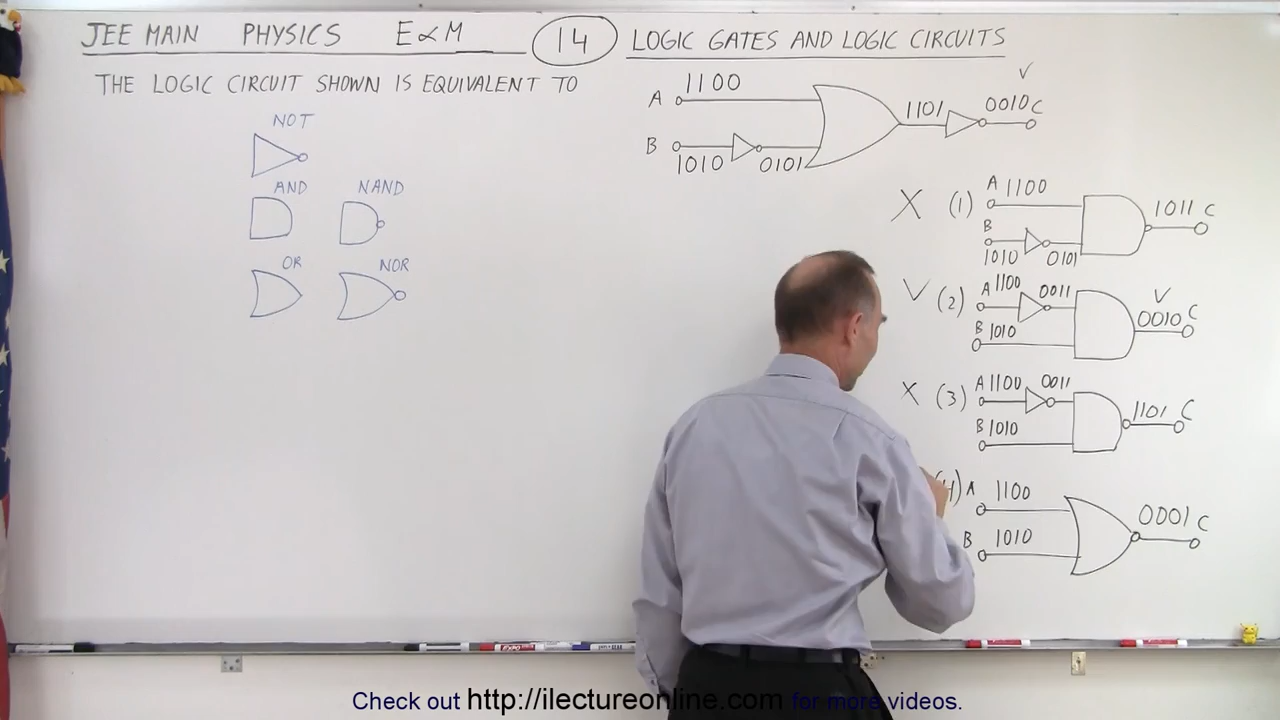 JEE MAIN PHYSICS E∝M 14 LOGIC GATES AND LOGIC CIRCUITS
THE LOGIC CIRCUIT SHOWN IS EQUIVALENT TO
NOT
AND NAND
OR NOR
A 1100 1101 0010 C ✓
B 1010 0101
X (1) A 1100 1011 C
B 1010 0101
✓ (2) A 1100 0011 0010 C ✓
B 1010
X (3) A 1100 0011 1101 C
B 1010
(4) A 1100 0001 C
B 1010
Check out http://ilectureonline.com for more videos.